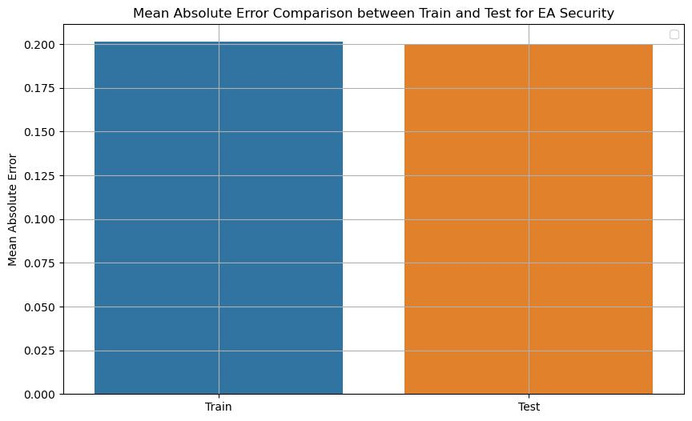 Mean Absolute Error Comparison between Train and Test for EA Security
0.200
0.175
0.150
0.125
0.100
0.075
0.050
0.025
0.000
Mean Absolute Error
Train
Test